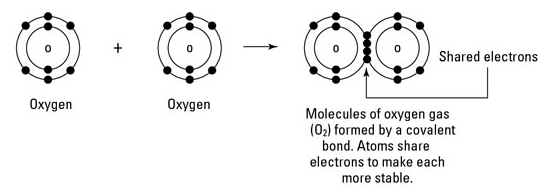 O
+
O
O
O
Shared electrons
Oxygen
Oxygen
Molecules of oxygen gas
(O₂) formed by a covalent
bond. Atoms share
electrons to make each
more stable.